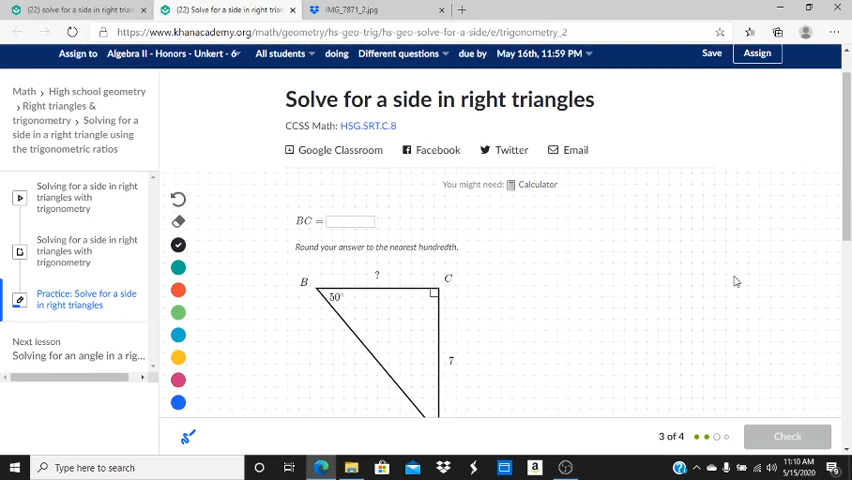 (22) solve for a side in right trian
(22) Solve for a side in right trian
IMG_7871_2.jpg
https://www.khanacademy.org/math/geometry/hs-geo-trig/hs-geo-solve-for-a-side/e/trigonometry_2
Assign to Algebra II - Honors - Unkert - 6 All students doing Different questions due by May 16th, 11:59 PM Save Assign
Math > High school geometry
> Right triangles &
trigonometry > Solving for a
side in a right triangle using
the trigonometric ratios
Solving for a side in right
triangles with
trigonometry
Solving for a side in right
triangles with
trigonometry
Practice: Solve for a side
in right triangles
Next lesson
Solving for an angle in a rig...
Solve for a side in right triangles
CCSS Math: HSG.SRT.C.8
Google Classroom Facebook Twitter Email
You might need: Calculator
BC =
Round your answer to the nearest hundredth.
B ? C
50°
7
3 of 4 Check
Type here to search
a
11:10 AM
5/15/2020